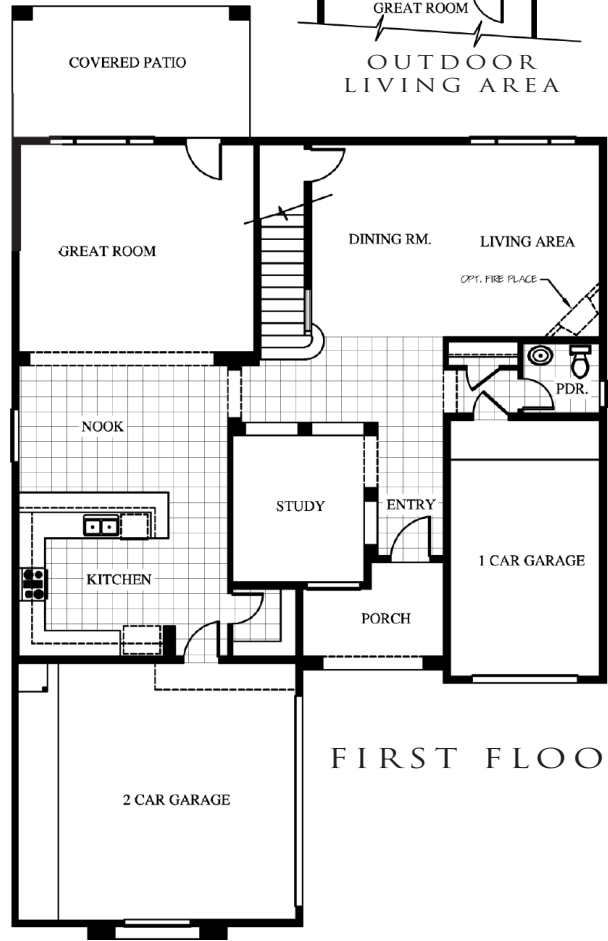 GREAT ROOM
OUTDOOR
LIVING AREA
COVERED PATIO
GREAT ROOM
DINING RM.
LIVING AREA
OPT. FIRE PLACE
PDR.
NOOK
STUDY
ENTRY
1 CAR GARAGE
KITCHEN
PORCH
FIRST FLOO
2 CAR GARAGE